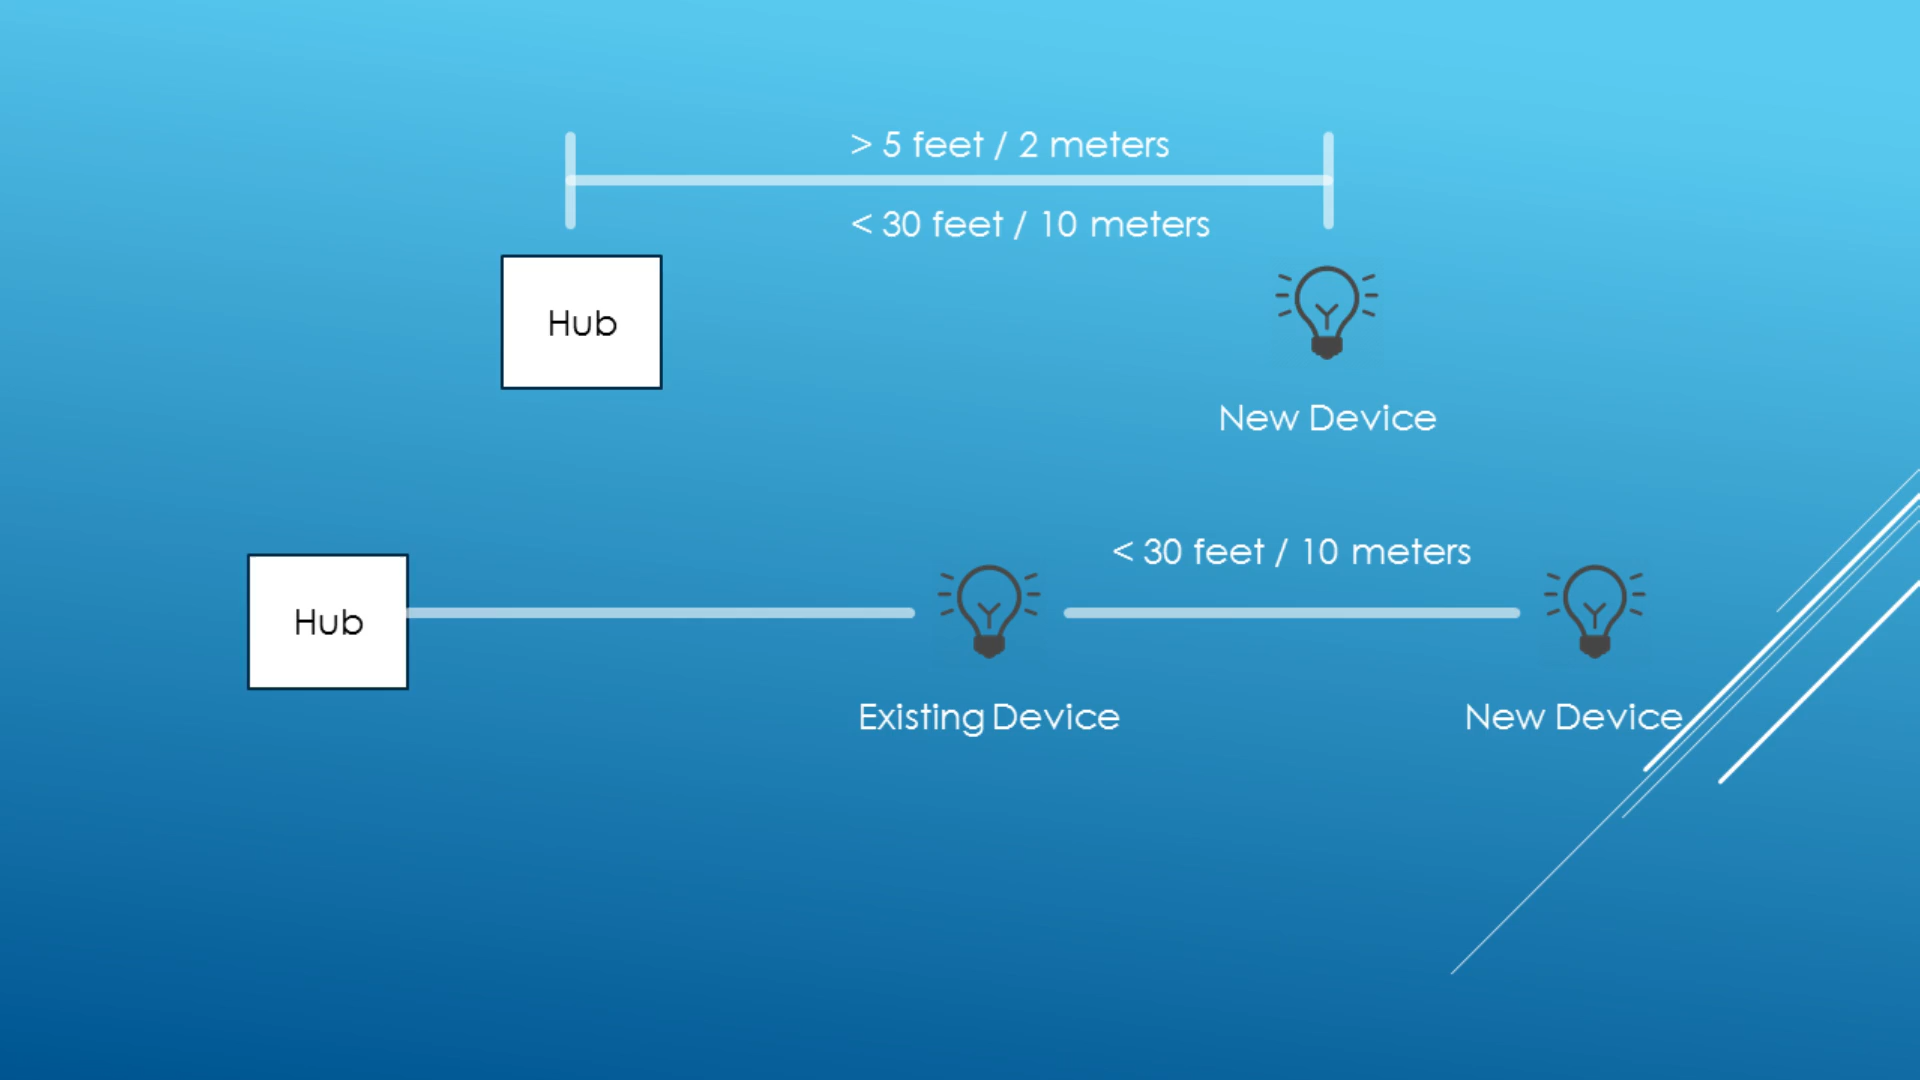 > 5 feet / 2 meters
< 30 feet / 10 meters
Hub
New Device
< 30 feet / 10 meters
Hub
Existing Device
New Device